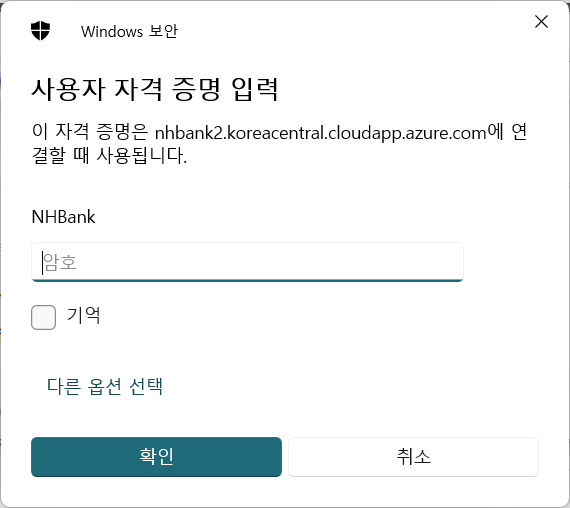 Windows 보안
사용자 자격 증명 입력
이 자격 증명은 nhbank2.koreacentral.cloudapp.azure.com에 연
결할 때 사용됩니다.
NHBank
암호
기억
다른 옵션 선택
확인
취소